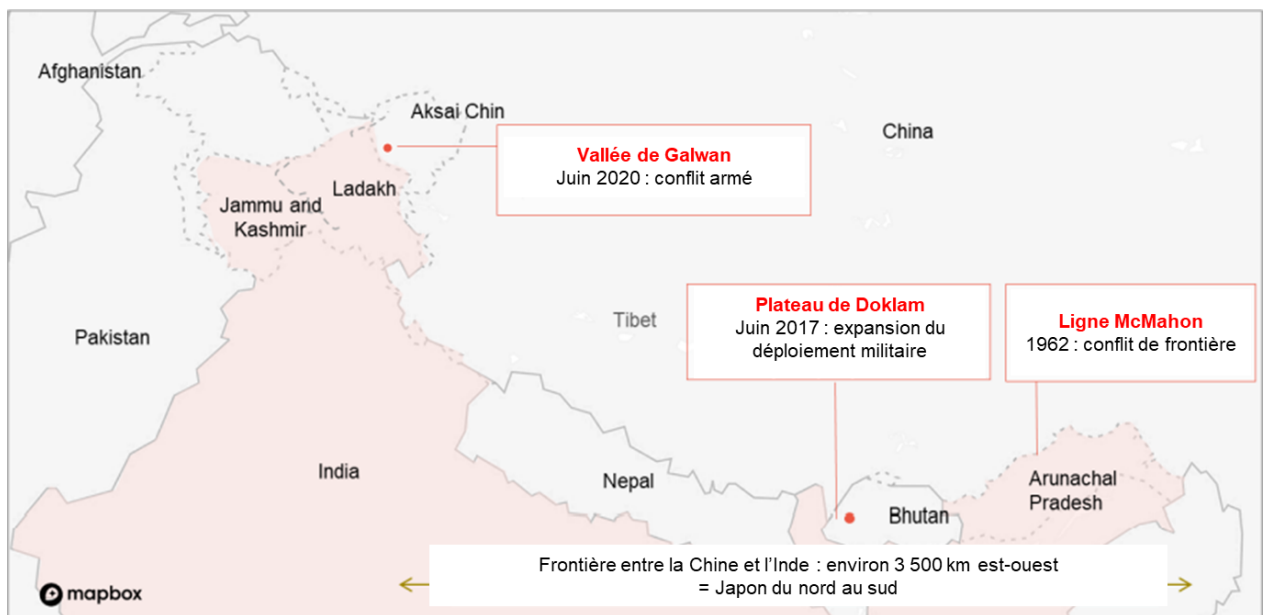 Afghanistan
Aksai Chin
China
Vallée de Galwan
Juin 2020 : conflit armé
Ladakh
Jammu and
Kashmir
Plateau de Doklam
Juin 2017 : expansion du
déploiement militaire
Ligne McMahon
1962 : conflit de frontière
Tibet
Pakistan
India
Nepal
Bhutan
Arunachal
Pradesh
Frontière entre la Chine et l’Inde : environ 3 500 km est-ouest
= Japon du nord au sud
mapbox